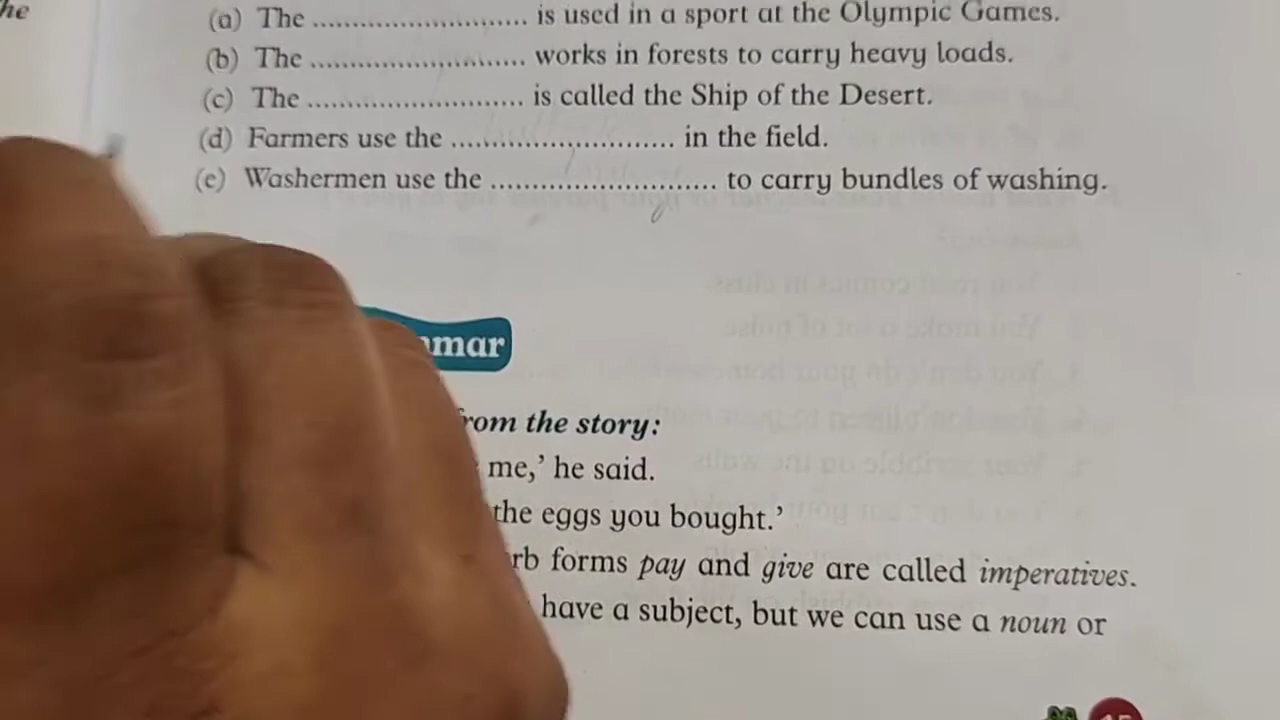 he
(a) The .......................... is used in a sport at the Olympic Games.
(b) The .......................... works in forests to carry heavy loads.
(c) The .......................... is called the Ship of the Desert.
(d) Farmers use the ........................... in the field.
(e) Washermen use the ........................... to carry bundles of washing.
mar
from the story:
me,’ he said.
the eggs you bought.’
rb forms pay and give are called imperatives.
have a subject, but we can use a noun or